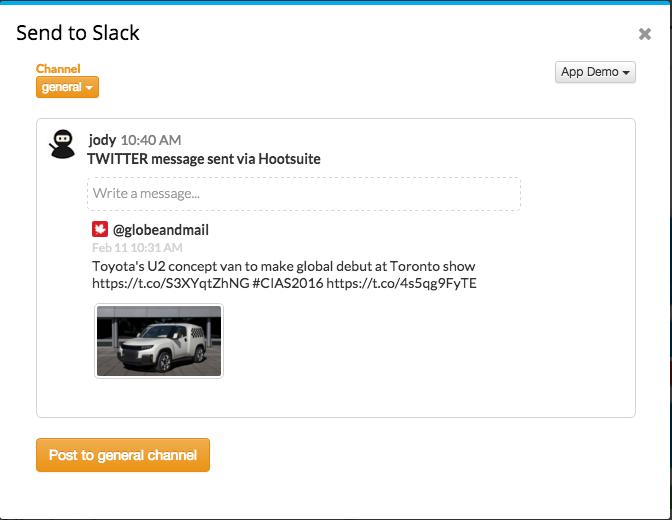 Send to Slack
Channel
general
App Demo
jody 10:40 AM
TWITTER message sent via Hootsuite
Write a message...
@globeandmail
Feb 11 10:31 AM
Toyota's U2 concept van to make global debut at Toronto show
https://t.co/S3XYqtZhNG #CIAS2016 https://t.co/4s5qg9FyTE
Post to general channel